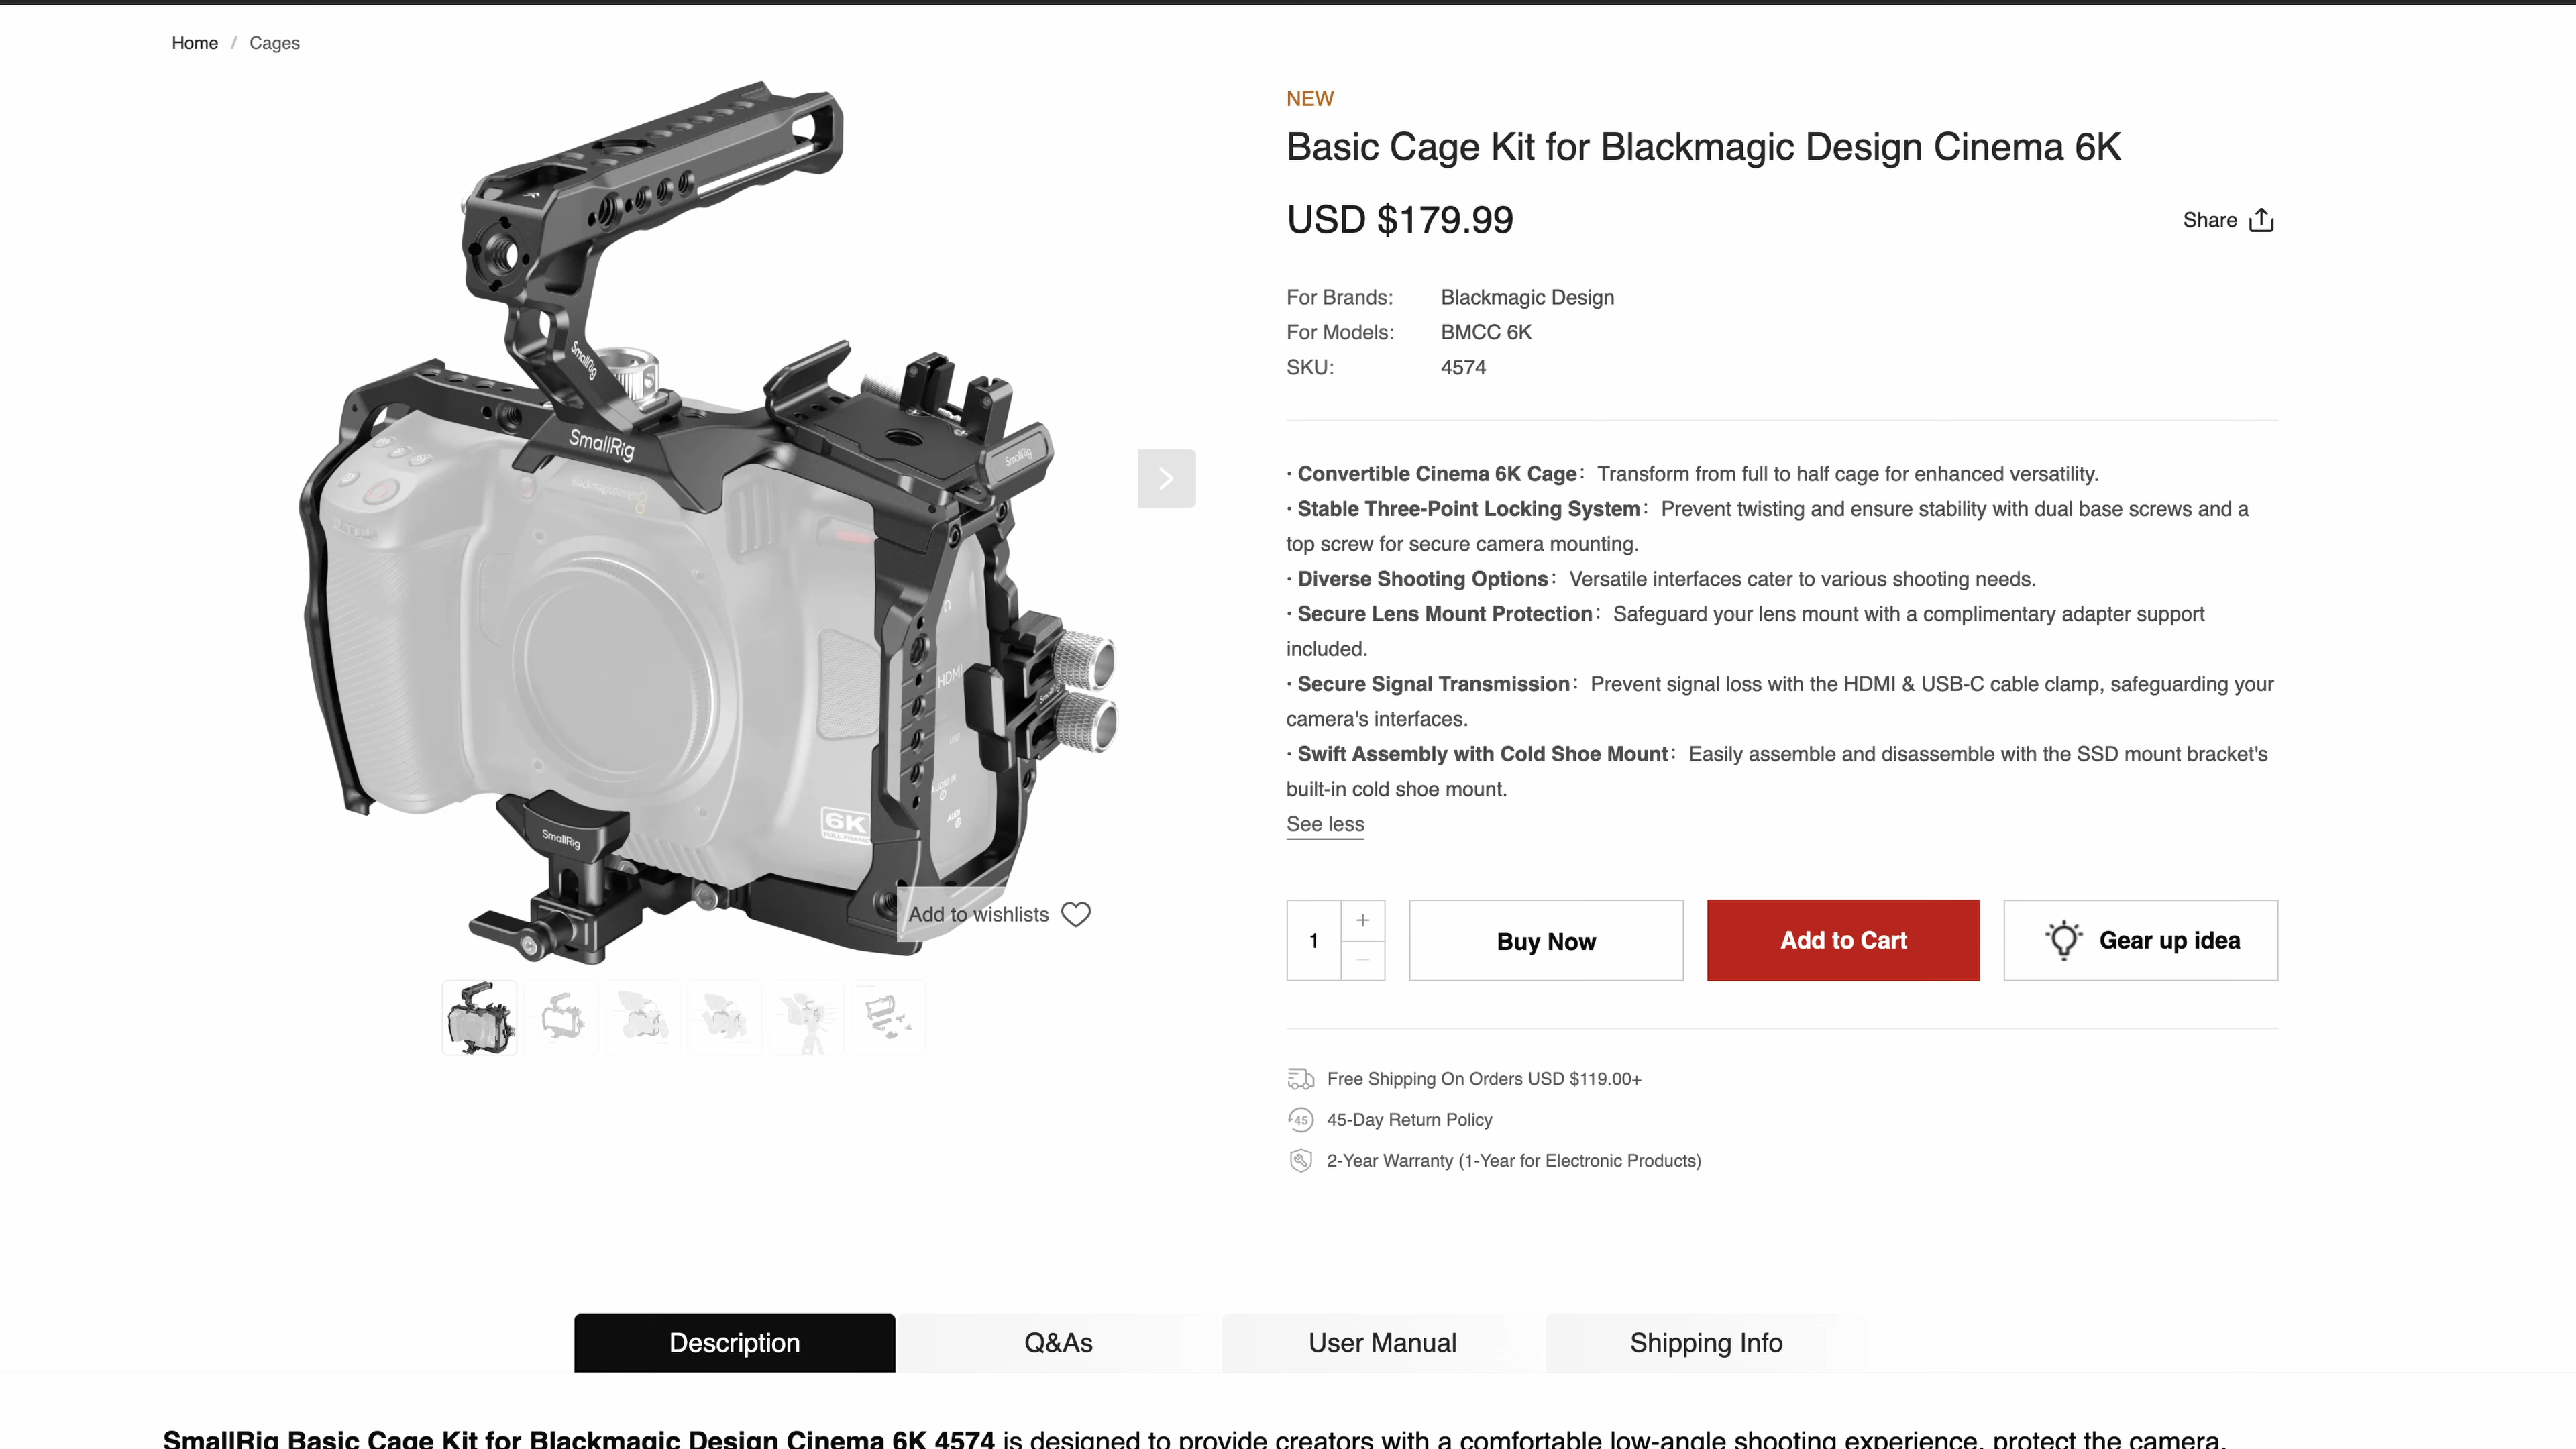 Home / Cages
NEW
Basic Cage Kit for Blackmagic Design Cinema 6K
USD $179.99
Share
For Brands: Blackmagic Design
For Models: BMCC 6K
SKU: 4574
· Convertible Cinema 6K Cage：Transform from full to half cage for enhanced versatility.
· Stable Three-Point Locking System：Prevent twisting and ensure stability with dual base screws and a
top screw for secure camera mounting.
· Diverse Shooting Options：Versatile interfaces cater to various shooting needs.
· Secure Lens Mount Protection：Safeguard your lens mount with a complimentary adapter support
included.
· Secure Signal Transmission：Prevent signal loss with the HDMI & USB-C cable clamp, safeguarding your
camera's interfaces.
· Swift Assembly with Cold Shoe Mount：Easily assemble and disassemble with the SSD mount bracket's
built-in cold shoe mount.
See less
1 + −
Buy Now
Add to Cart
Gear up idea
Free Shipping On Orders USD $119.00+
45
45-Day Return Policy
2-Year Warranty (1-Year for Electronic Products)
SmallRig
SmallRig
SmallRig
Blackmagicdesign
HDMI
USB
AUDIO IN
6K
FULL FRAME
SmallRig
SmallRig
Add to wishlists
Description
Q&As
User Manual
Shipping Info
SmallRig Basic Cage Kit for Blackmagic Design Cinema 6K 4574 is designed to provide creators with a comfortable low-angle shooting experience, protect the camera,